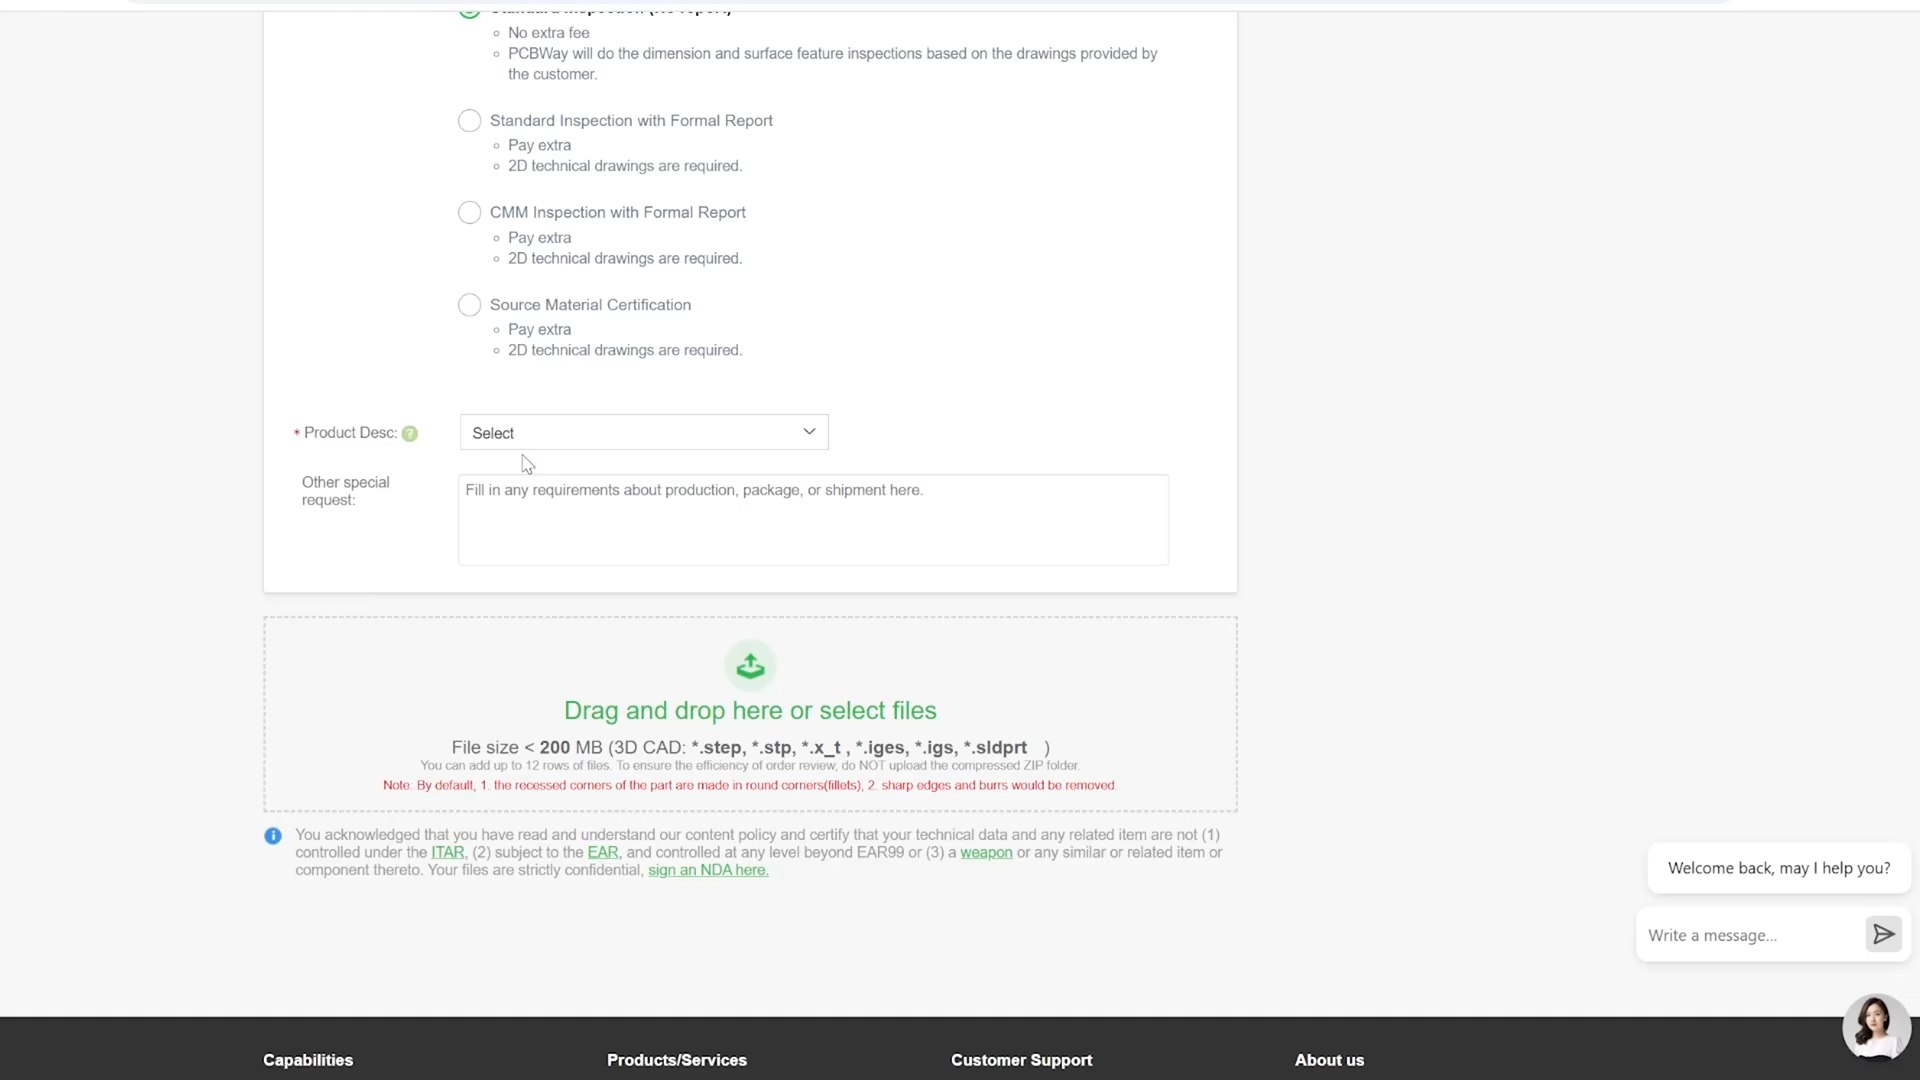 Standard Inspection (No report)
No extra fee
PCBWay will do the dimension and surface feature inspections based on the drawings provided by
the customer.
Standard Inspection with Formal Report
Pay extra
2D technical drawings are required.
CMM Inspection with Formal Report
Pay extra
2D technical drawings are required.
Source Material Certification
Pay extra
2D technical drawings are required.
* Product Desc: ?
Select
Other special
request:
Fill in any requirements about production, package, or shipment here.
Drag and drop here or select files
File size < 200 MB (3D CAD: *.step, *.stp, *.x_t , *.iges, *.igs, *.sldprt )
You can add up to 12 rows of files. To ensure the efficiency of order review, do NOT upload the compressed ZIP folder.
Note: By default, 1. the recessed corners of the part are made in round corners(fillets), 2. sharp edges and burrs would be removed.
You acknowledged that you have read and understand our content policy and certify that your technical data and any related item are not (1)
controlled under the ITAR, (2) subject to the EAR, and controlled at any level beyond EAR99 or (3) a weapon or any similar or related item or
component thereto. Your files are strictly confidential, sign an NDA here.
Welcome back, may I help you?
Write a message...
Capabilities
Products/Services
Customer Support
About us